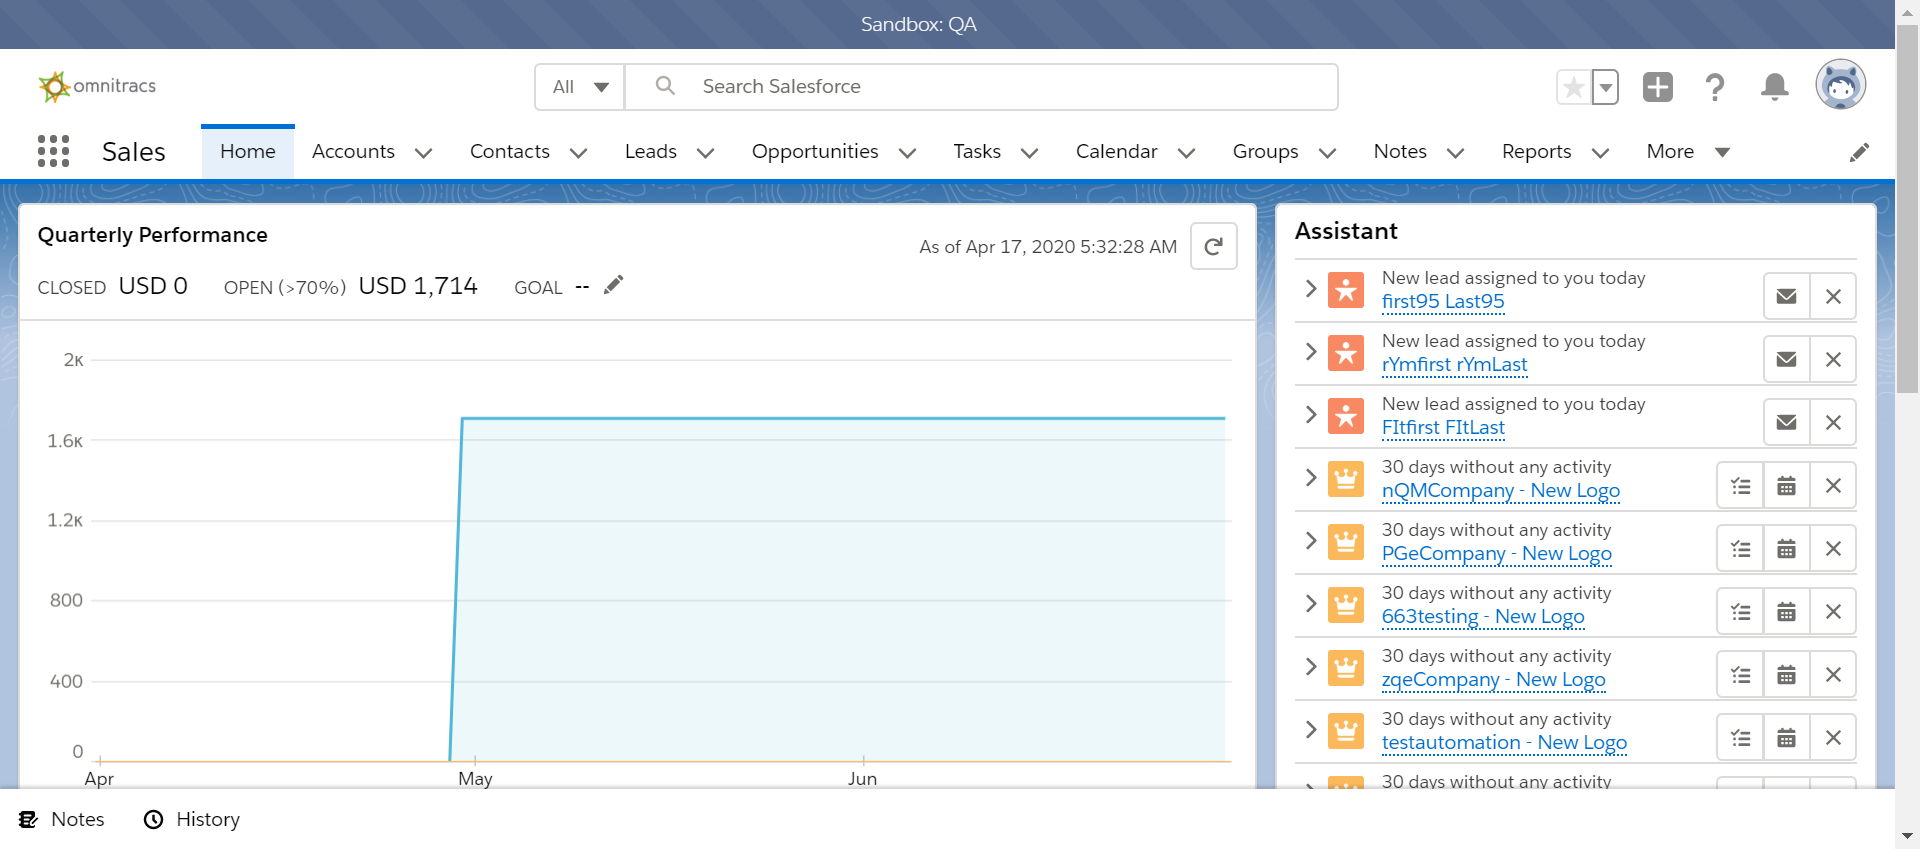 Sandbox: QA
omnitracs
All
Search Salesforce
Sales
Home
Accounts
Contacts
Leads
Opportunities
Tasks
Calendar
Groups
Notes
Reports
More
Quarterly Performance
As of Apr 17, 2020 5:32:28 AM
CLOSED USD 0 OPEN (>70%) USD 1,714 GOAL --
2K
1.6K
1.2K
800
400
0
Apr May Jun
Assistant
New lead assigned to you today
first95 Last95
New lead assigned to you today
rYmfirst rYmLast
New lead assigned to you today
FItfirst FItLast
30 days without any activity
nQMCompany - New Logo
30 days without any activity
PGeCompany - New Logo
30 days without any activity
663testing - New Logo
30 days without any activity
zqeCompany - New Logo
30 days without any activity
testautomation - New Logo
30 days without any activity
Notes
History